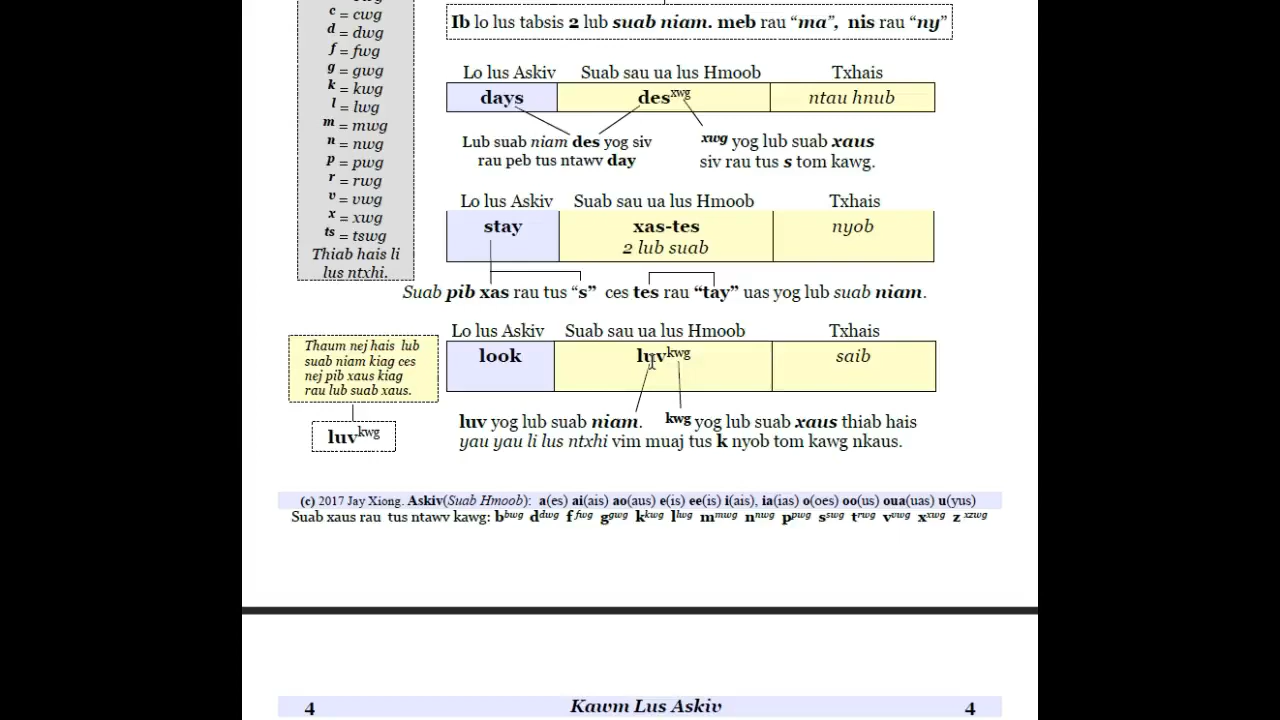 c = cwg
d = dwg
f = fwg
g = gwg
k = kwg
l = lwg
m = mwg
n = nwg
p = pwg
r = rwg
v = vwg
x = xwg
ts = tswg
Thiab hais li
lus ntxhi.
Ib lo lus tabsis 2 lub suab niam. meb rau “ma”, nis rau “ny”
Lo lus Askiv Suab sau ua lus Hmoob Txhais
days desxwg ntau hnub
Lub suab niam des yog siv
rau peb tus ntawv day
xwg yog lub suab xaus
siv rau tus s tom kawg.
Lo lus Askiv Suab sau ua lus Hmoob Txhais
stay xas-tes nyob
2 lub suab
Suab pib xas rau tus “s” ces tes rau “tay” uas yog lub suab niam.
Lo lus Askiv Suab sau ua lus Hmoob Txhais
look luvkwg saib
Thaum nej hais lub
suab niam kiag ces
nej pib xaus kiag
rau lub suab xaus.
luvkwg
luv yog lub suab niam. kwg yog lub suab xaus thiab hais
yau yau li lus ntxhi vim muaj tus k nyob tom kawg nkaus.
(c) 2017 Jay Xiong. Askiv(Suab Hmoob): a(es) ai(ais) ao(aus) e(is) ee(is) i(ais), ia(ias) o(oes) oo(us) oua(uas) u(yus)
Suab xaus rau tus ntawv kawg: bbwg ddwg ffwg ggwg kkwg llwg mmwg nnwg ppwg sswg trwg vvwg xxwg z xzwg
4 Kawm Lus Askiv 4